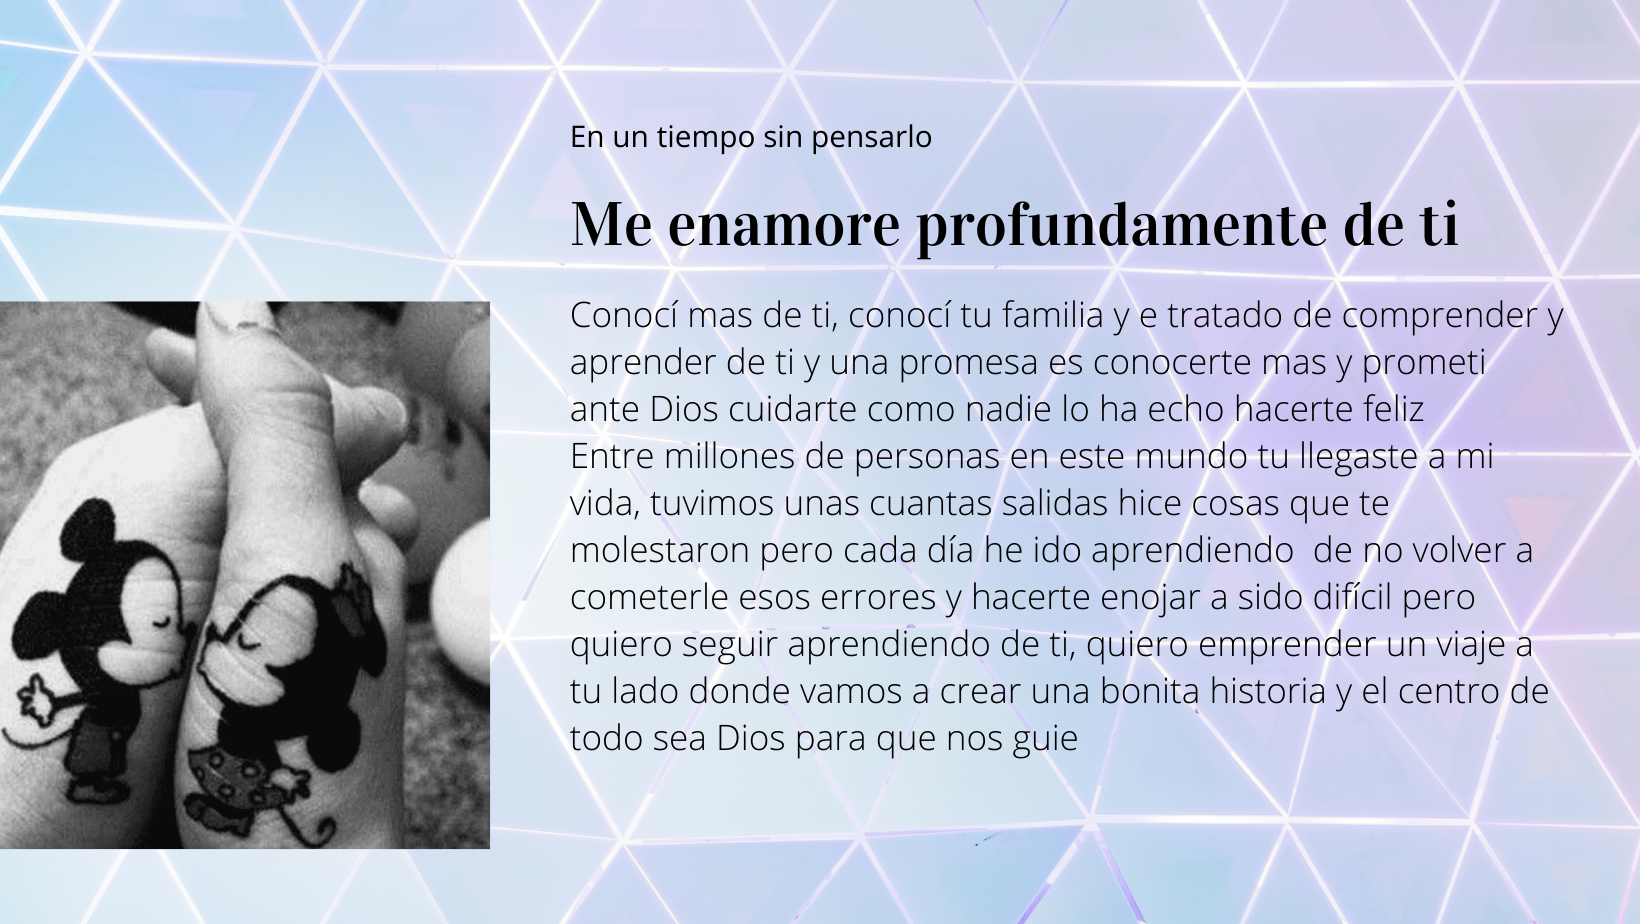 En un tiempo sin pensarlo
Me enamore profundamente de ti
Conocí mas de ti, conocí tu familia y e tratado de comprender y
aprender de ti y una promesa es conocerte mas y prometi
ante Dios cuidarte como nadie lo ha echo hacerte feliz
Entre millones de personas en este mundo tu llegaste a mi
vida, tuvimos unas cuantas salidas hice cosas que te
molestaron pero cada día he ido aprendiendo  de no volver a
cometerle esos errores y hacerte enojar a sido difícil pero
quiero seguir aprendiendo de ti, quiero emprender un viaje a
tu lado donde vamos a crear una bonita historia y el centro de
todo sea Dios para que nos guie